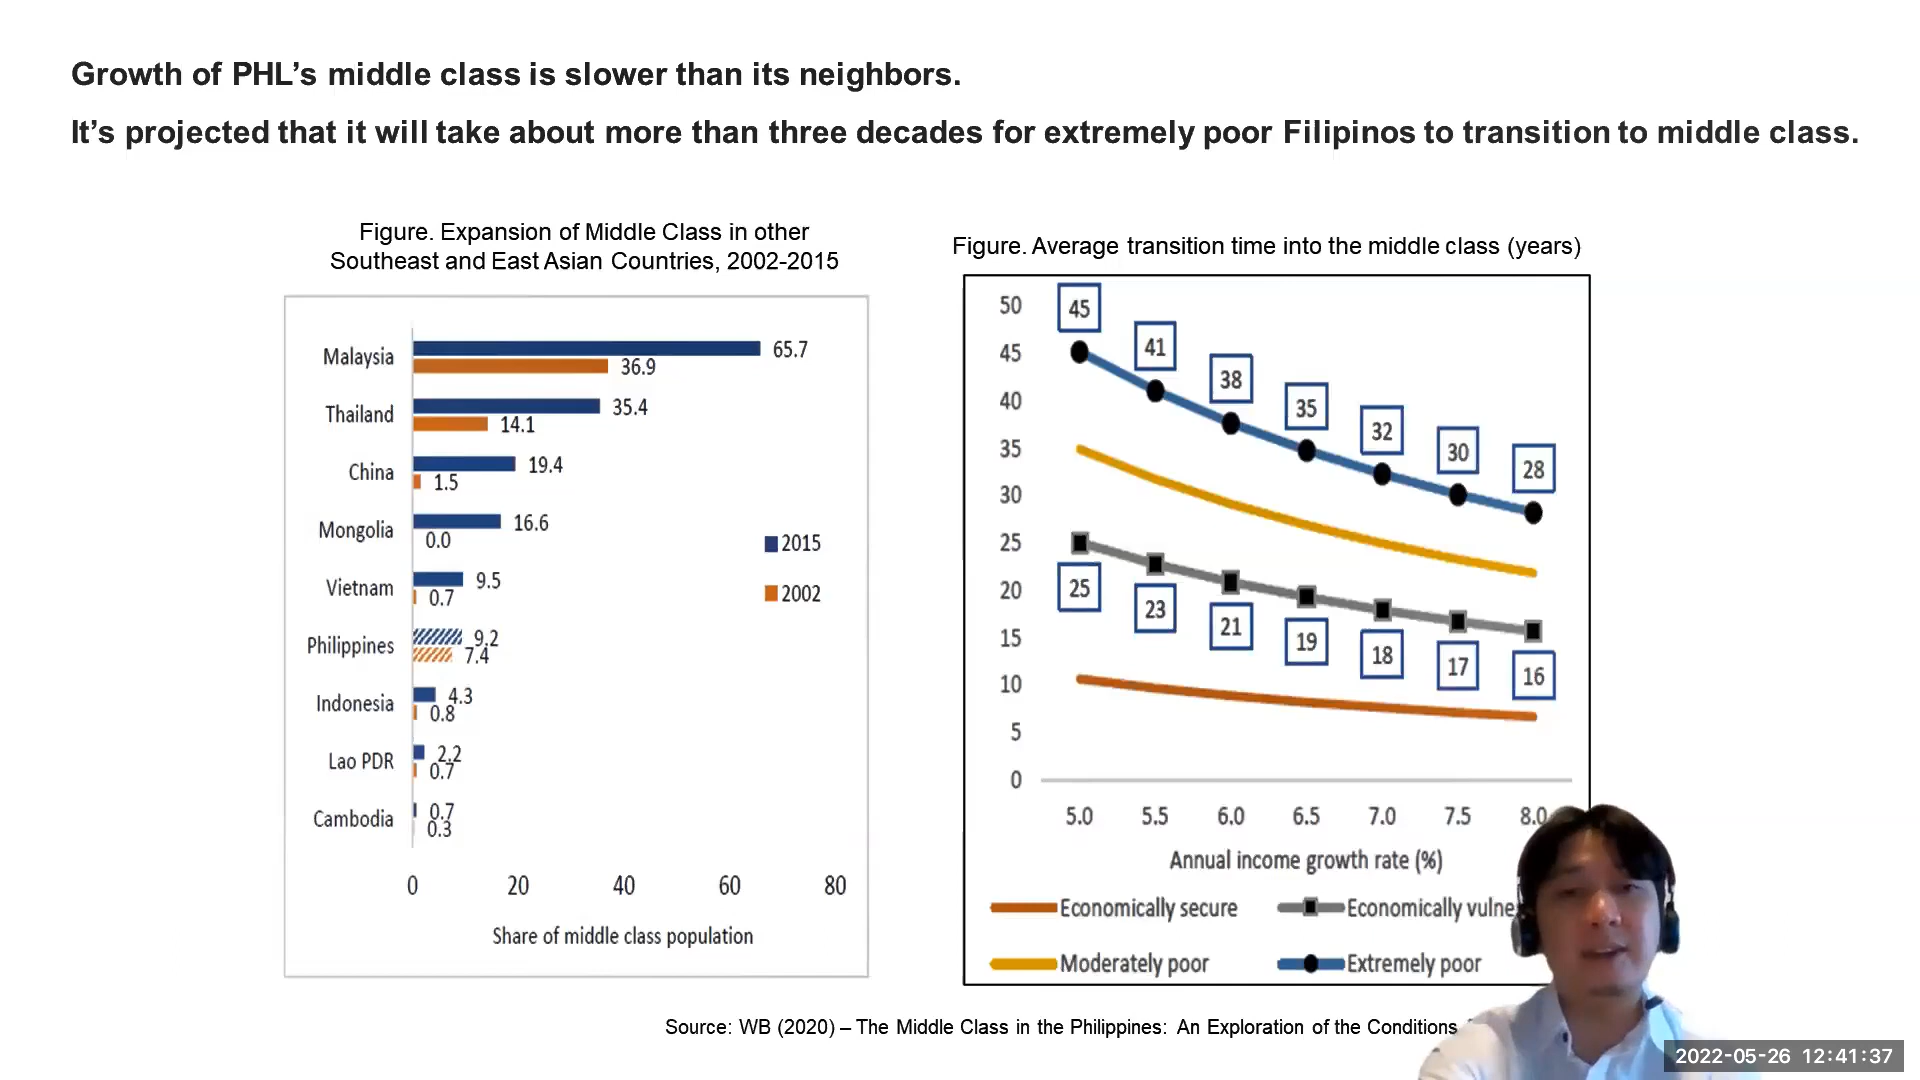 Growth of PHL’s middle class is slower than its neighbors.
It’s projected that it will take about more than three decades for extremely poor Filipinos to transition to middle class.
Figure. Expansion of Middle Class in other
Southeast and East Asian Countries, 2002-2015
Malaysia 65.7
36.9
Thailand 35.4
14.1
China 19.4
1.5
Mongolia 16.6
0.0
Vietnam 9.5
0.7
Philippines 9.2
7.4
Indonesia 4.3
0.8
Lao PDR 2.2
0.7
Cambodia 0.7
0.3
2015
2002
0 20 40 60 80
Share of middle class population
Figure. Average transition time into the middle class (years)
50
45
40
35
30
25
20
15
10
5
0
45 41 38 35 32 30 28
25 23 21 19 18 17 16
5.0 5.5 6.0 6.5 7.0 7.5 8.0
Annual income growth rate (%)
Economically secure Economically
Moderately poor Extremely poor
Source: WB (2020) – The Middle Class in the Philippines: An Exploration of the Conditions
2022-05-26 12:41:37